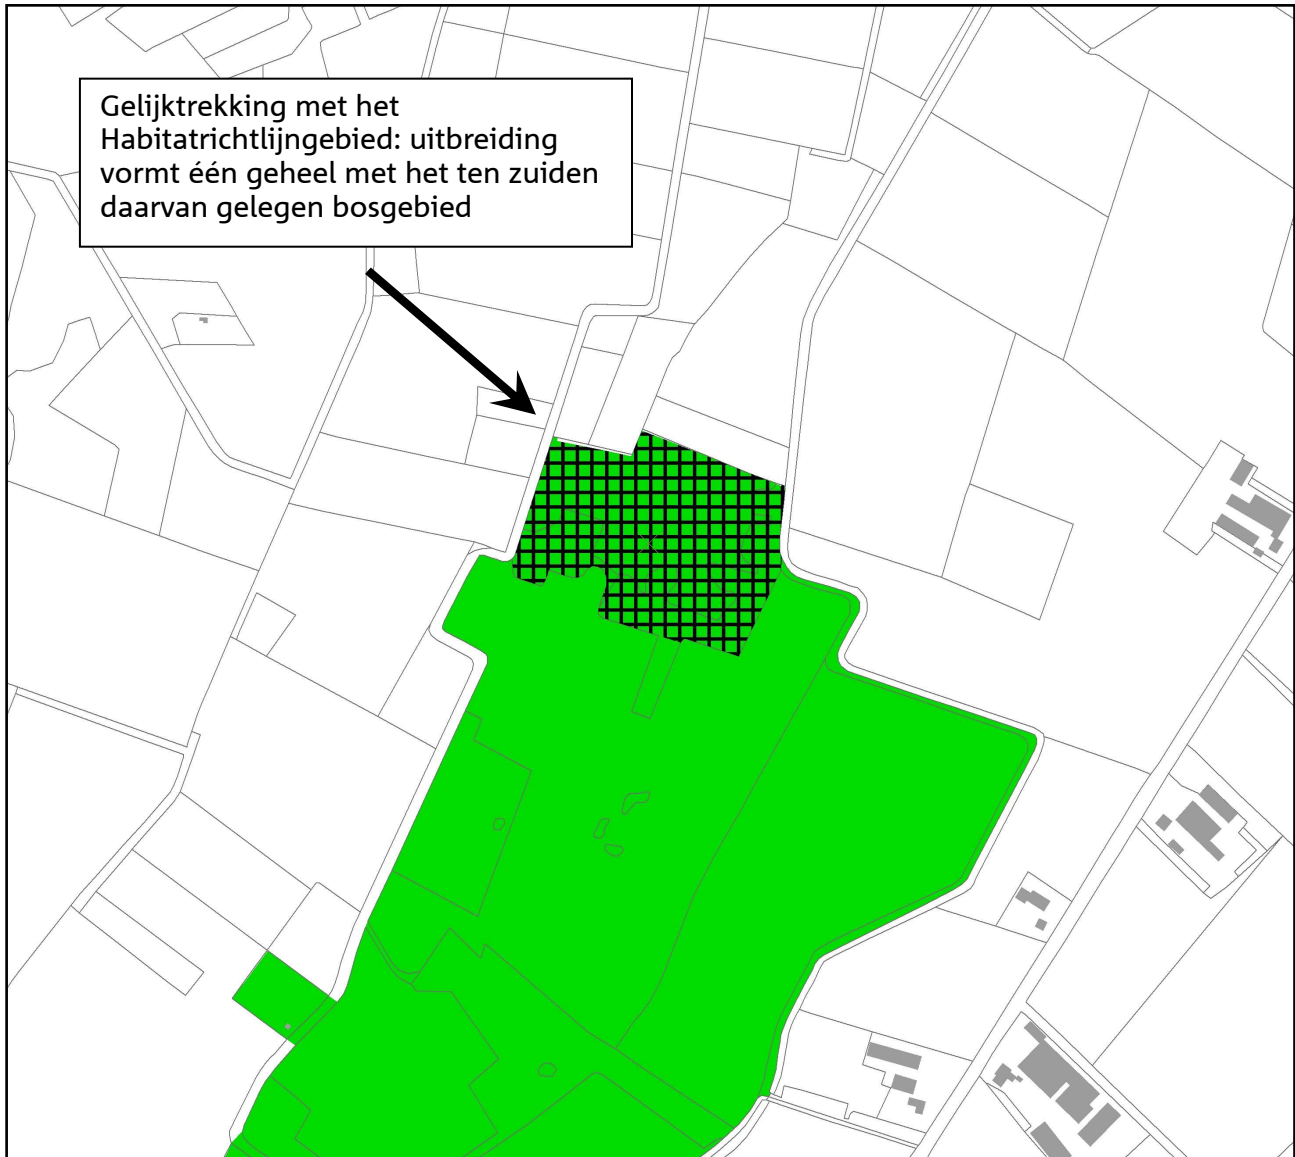 Gelijktrekking met het
Habitatrichtlijngebied: uitbreiding
vormt één geheel met het ten zuiden
daarvan gelegen bosgebied